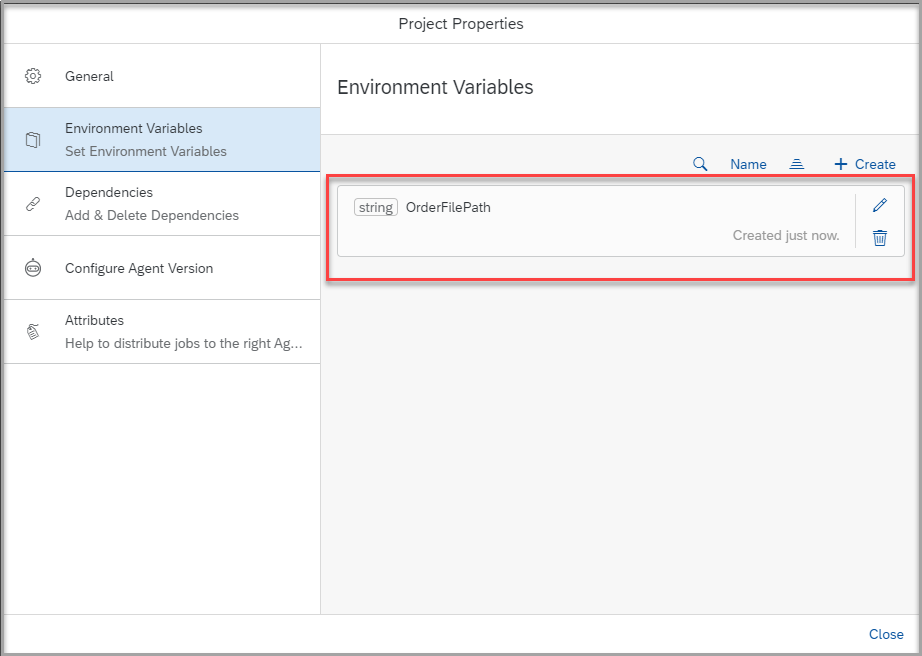 Project Properties
General
Environment Variables
Set Environment Variables
Dependencies
Add & Delete Dependencies
Configure Agent Version
Attributes
Help to distribute jobs to the right Ag...
Environment Variables
Name
Create
string OrderFilePath
Created just now.
Close